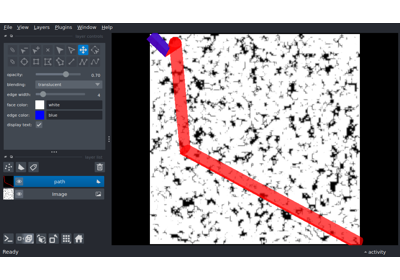 File View Layers Plugins Window Help
opacity: 0.70
blending: translucent
edge width: 4
face color: white
edge color: blue
display text:
path
Image
Ready activity